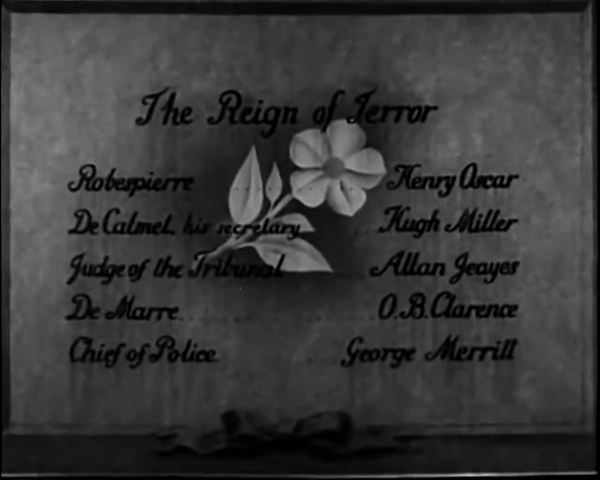 The Reign of Terror
Robespierre Henry Oscar
De Calmet, his secretary Hugh Miller
Judge of the Tribunal Allan Jeayes
De Marre O.B. Clarence
Chief of Police George Merritt